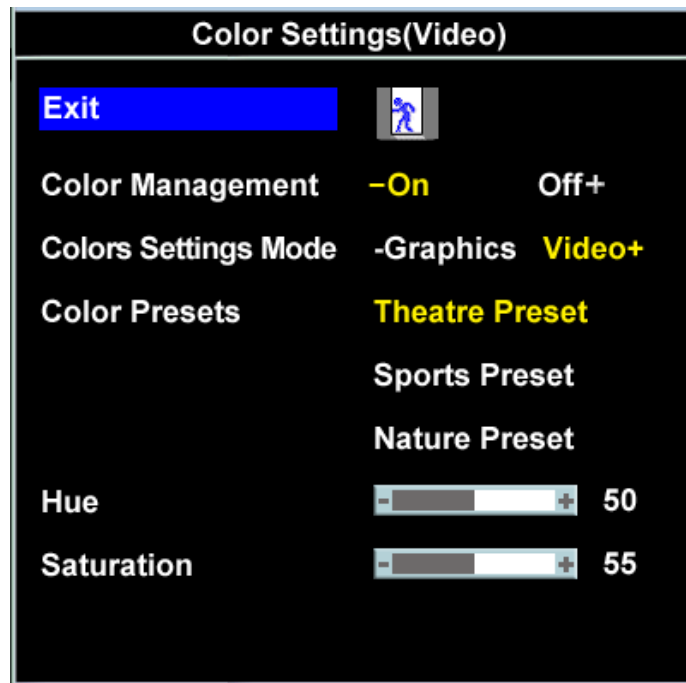 Color Settings(Video)
Exit
Color Management −On Off+
Colors Settings Mode -Graphics Video+
Color Presets Theatre Preset
Sports Preset
Nature Preset
Hue - + 50
Saturation - + 55